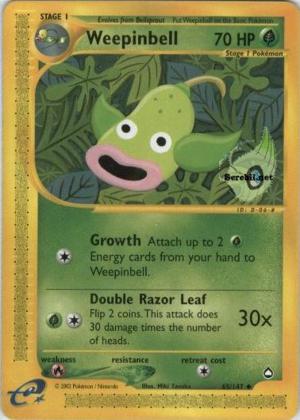 STAGE 1
Evolves from Bellsprout Put Weepinbell on the Basic Pokémon
Weepinbell 70 HP
Stage 1 Pokémon
Serebii.net
Growth Attach up to 2
Energy cards from your hand to
Weepinbell.
Double Razor Leaf
Flip 2 coins. This attack does
30 damage times the number
of heads.
30x
weakness resistance retreat cost
Illus. Miki Tanaka
65/147